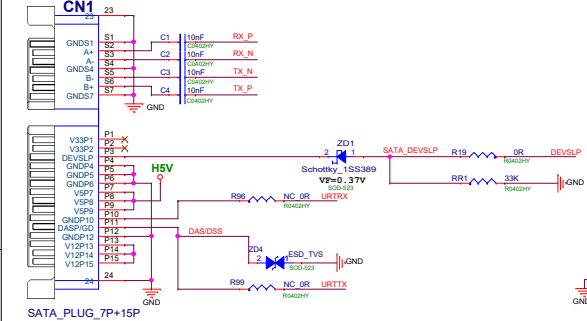 CN1
23 23
GNDS1 S1
A+ S2 C1 10nF RX_P
C0402HY
A- S3 C2 10nF RX_N
C0402HY
GNDS4 S4
B- S5 C3 10nF TX_N
C0402HY
B+ S6 C4 10nF TX_P
C0402HY
GNDS7 S7
GND
V33P1 P1
V33P2 P2
DEVSLP P3
GNDP4 P4
GNDP5 P5
GNDP6 P6
V5P7 P7
V5P8 P8
V5P9 P9
GNDP10 P10
DASP/GD P11
GNDP12 P12
V12P13 P13
V12P14 P14
V12P15 P15
24 24
GND
SATA_PLUG_7P+15P
H5V
ZD1
2 1
Schottky_1SS389
VF=0.37V
SOD-523
SATA_DEVSLP R19 0R DEVSLP
R0402HY
RR1 33K GND
R0402HY
R96 NC_0R URTRX
R0402HY
DAS/DSS
ZD4 ESD_TVS
2 1 GND
SOD-523
R99 NC_0R URTTX
R0402HY